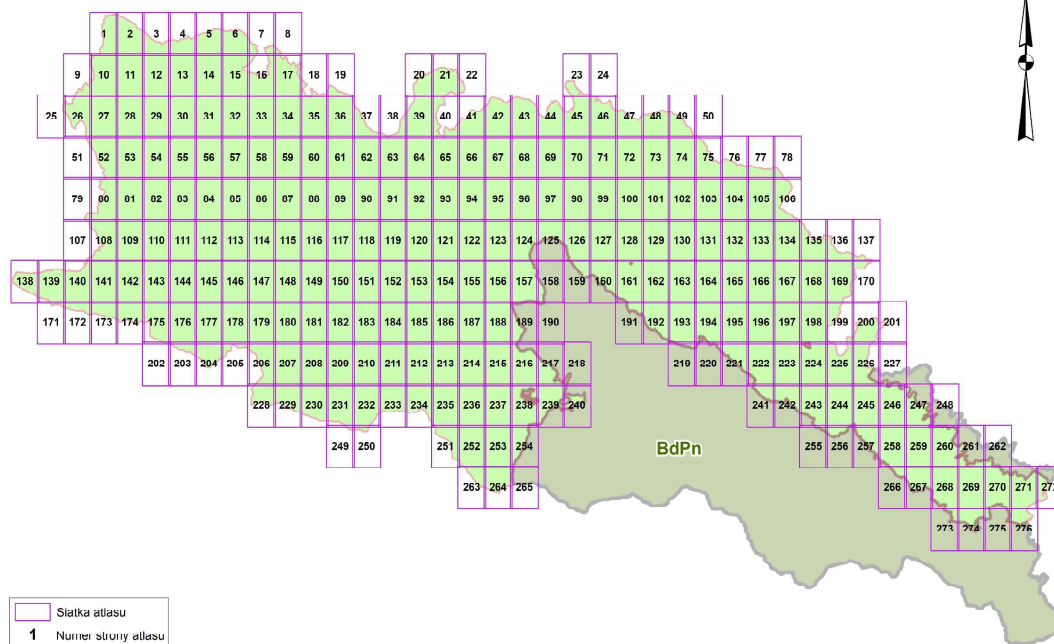 1 2 3 4 5 6 7 8
9 10 11 12 13 14 15 16 17 18 19 20 21 22 23 24
25 26 27 28 29 30 31 32 33 34 35 36 37 38 39 40 41 42 43 44 45 46 47 48 49 50
51 52 53 54 55 56 57 58 59 60 61 62 63 64 65 66 67 68 69 70 71 72 73 74 75 76 77 78
79 80 81 82 83 84 85 86 87 88 89 90 91 92 93 94 95 96 97 98 99 100 101 102 103 104 105 106
107 108 109 110 111 112 113 114 115 116 117 118 119 120 121 122 123 124 125 126 127 128 129 130 131 132 133 134 135 136 137
138 139 140 141 142 143 144 145 146 147 148 149 150 151 152 153 154 155 156 157 158 159 160 161 162 163 164 165 166 167 168 169 170
171 172 173 174 175 176 177 178 179 180 181 182 183 184 185 186 187 188 189 190 191 192 193 194 195 196 197 198 199 200 201
202 203 204 205 206 207 208 209 210 211 212 213 214 215 216 217 218 219 220 221 222 223 224 225 226 227
228 229 230 231 232 233 234 235 236 237 238 239 240 241 242 243 244 245 246 247 248
249 250 251 252 253 254 BdPn 255 256 257 258 259 260 261 262
263 264 265 266 267 268 269 270 271 272
273 274 275 276
Siatka atlasu
1 Numer strony atlasu